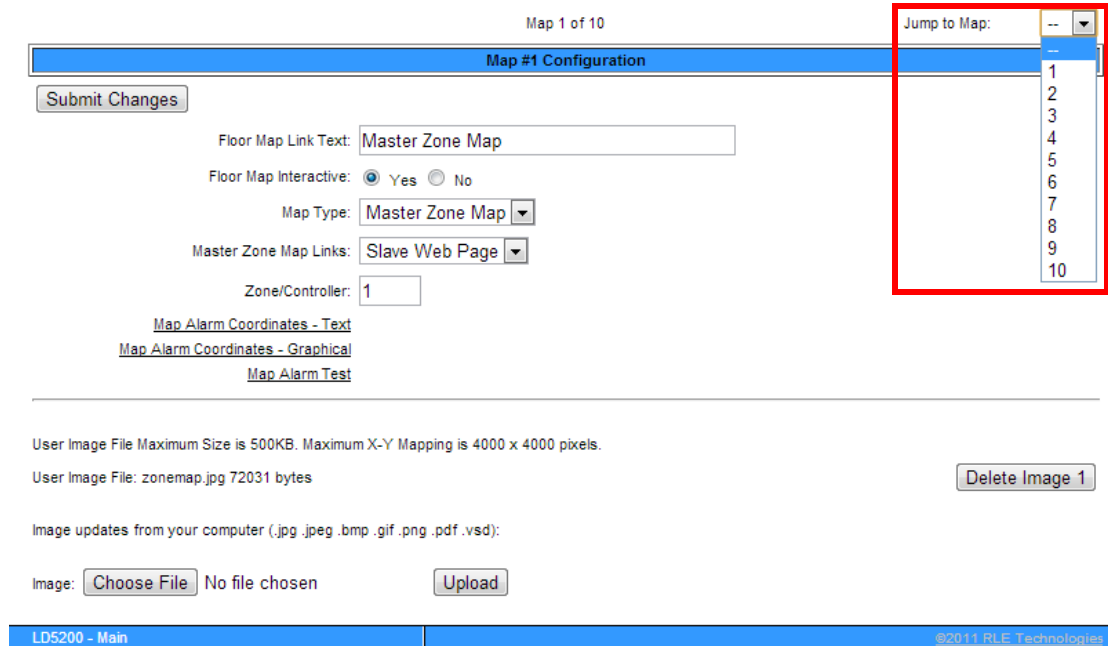 Map 1 of 10 Jump to Map: --
--
Map #1 Configuration
1
Submit Changes
2
3
Floor Map Link Text: Master Zone Map
4
5
Floor Map Interactive: Yes No
6
Map Type: Master Zone Map
7
8
Master Zone Map Links: Slave Web Page
9
10
Zone/Controller: 1
Map Alarm Coordinates - Text
Map Alarm Coordinates - Graphical
Map Alarm Test
User Image File Maximum Size is 500KB. Maximum X-Y Mapping is 4000 x 4000 pixels.
User Image File: zonemap.jpg 72031 bytes Delete Image 1
Image updates from your computer (.jpg .jpeg .bmp .gif .png .pdf .vsd):
Image: Choose File No file chosen Upload
LD5200 - Main ©2011 RLE Technologies